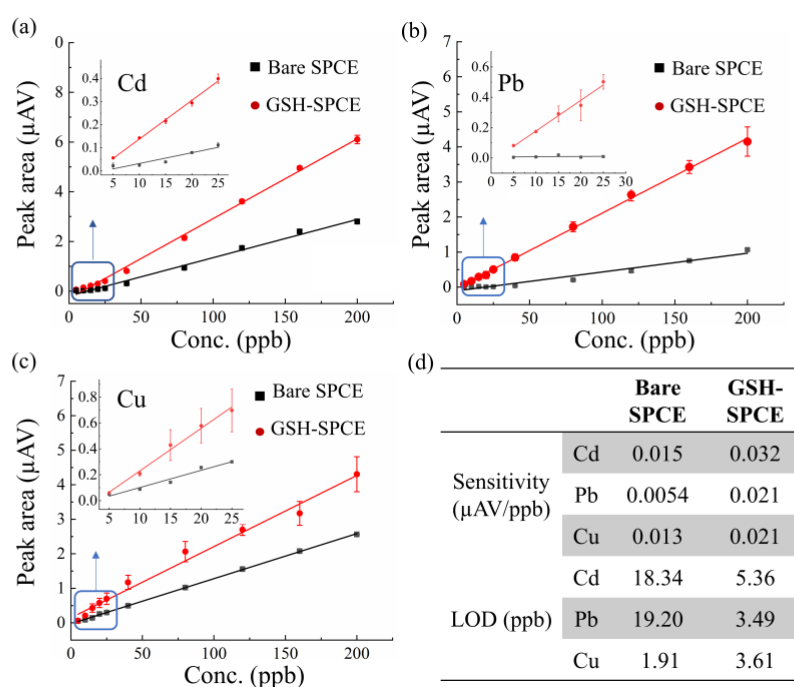 (a)
Peak area (µAV)
0
8
6
4
2
0
0
50
100
150
200
Conc. (ppb)
Cd
0.4
0.3
0.2
0.1
0.0
5
10
15
20
25
Bare SPCE
GSH-SPCE
(b)
Peak area (µAV)
7
6
5
4
3
2
1
0
0
50
100
150
200
Conc. (ppb)
Pb
0.6
0.4
0.2
0.0
0
5
10
15
20
25
30
Bare SPCE
GSH-SPCE
(c)
Peak area (µAV)
7
6
5
4
3
2
1
0
0
50
100
150
200
Conc. (ppb)
Cu
0.8
0.6
0.4
0.2
0.0
5
10
15
20
25
Bare SPCE
GSH-SPCE
(d)
Bare SPCE
GSH-SPCE
Sensitivity (µAV/ppb)
Cd 0.015 0.032
Pb 0.0054 0.021
Cu 0.013 0.021
LOD (ppb)
Cd 18.34 5.36
Pb 19.20 3.49
Cu 1.91 3.61